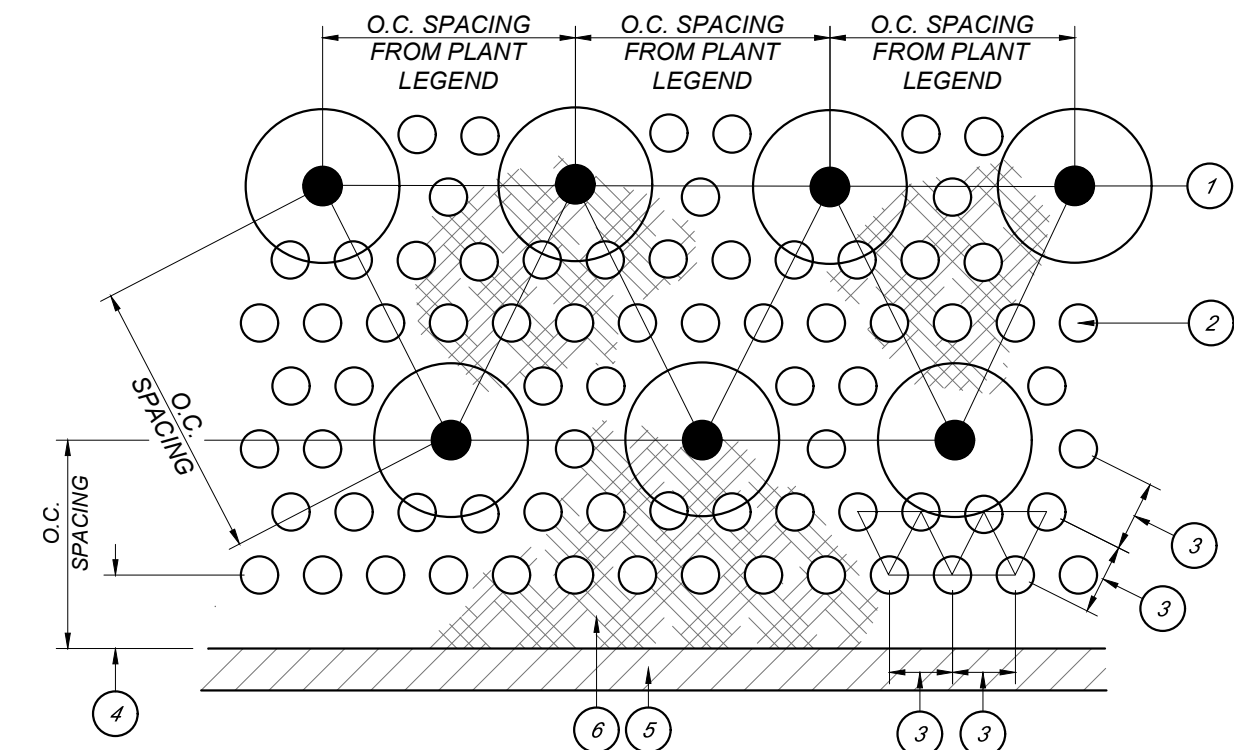 O.C. SPACING
FROM PLANT
LEGEND
O.C. SPACING
FROM PLANT
LEGEND
O.C. SPACING
FROM PLANT
LEGEND
1
2
O.C.
SPACING
O.C.
SPACING
3
3
4
6
5
3
3